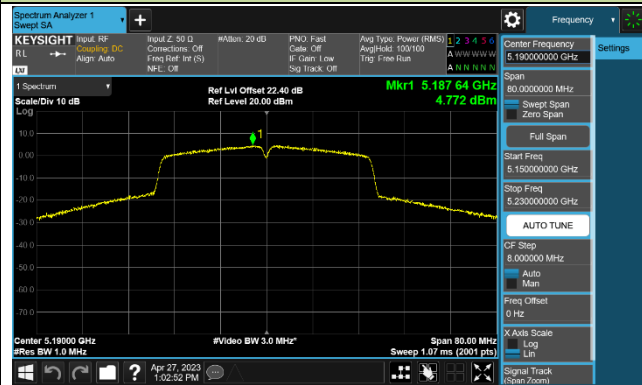 Spectrum Analyzer 1
Swept SA
Frequency
KEYSIGHT
RL
LXI
Input: RF
Coupling: DC
Align: Auto
Input Z: 50 Ω
Corrections: Off
Freq Ref: Int (S)
NFE: Off
#Atten: 20 dB
PNO: Fast
Gate: Off
IF Gain: Low
Sig Track: Off
Avg Type: Power (RMS)
Avg|Hold: 100/100
Trig: Free Run
1 2 3 4 5 6
A W W W W W
A N N N N N
1 Spectrum
Scale/Div 10 dB
Log
Ref Lvl Offset 22.40 dB
Ref Level 20.00 dBm
Mkr1 5.187 64 GHz
4.772 dBm
1
10.0
0.00
-10.0
-20.0
-30.0
-40.0
-50.0
-60.0
-70.0
Center 5.19000 GHz
#Res BW 1.0 MHz
#Video BW 3.0 MHz*
Span 80.00 MHz
Sweep 1.07 ms (2001 pts)
Center Frequency
5.190000000 GHz
Settings
Span
80.0000000 MHz
Swept Span
Zero Span
Full Span
Start Freq
5.150000000 GHz
Stop Freq
5.230000000 GHz
AUTO TUNE
CF Step
8.000000 MHz
Auto
Man
Freq Offset
0 Hz
X Axis Scale
Log
Lin
Signal Track
(Span Zoom)
?
Apr 27, 2023
1:02:52 PM